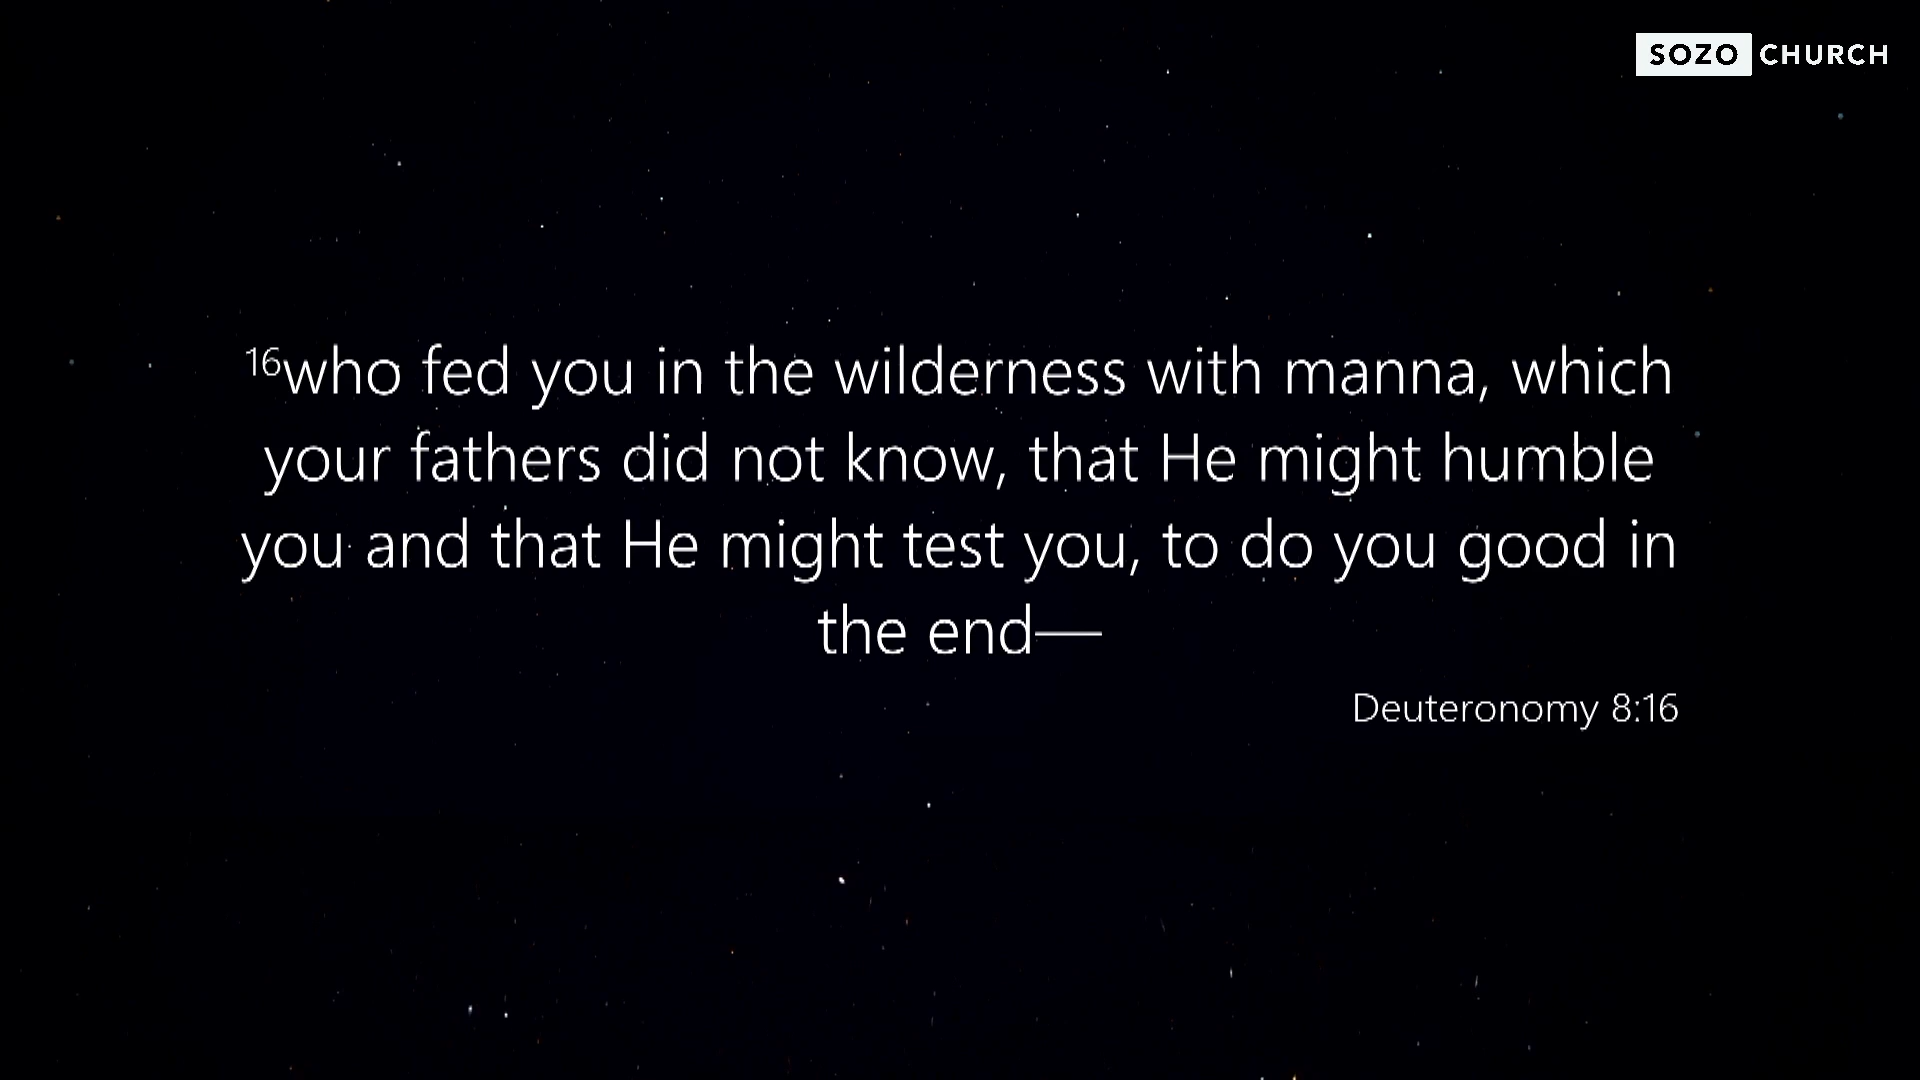 SOZO CHURCH
16who fed you in the wilderness with manna, which
your fathers did not know, that He might humble
you and that He might test you, to do you good in
the end—
Deuteronomy 8:16